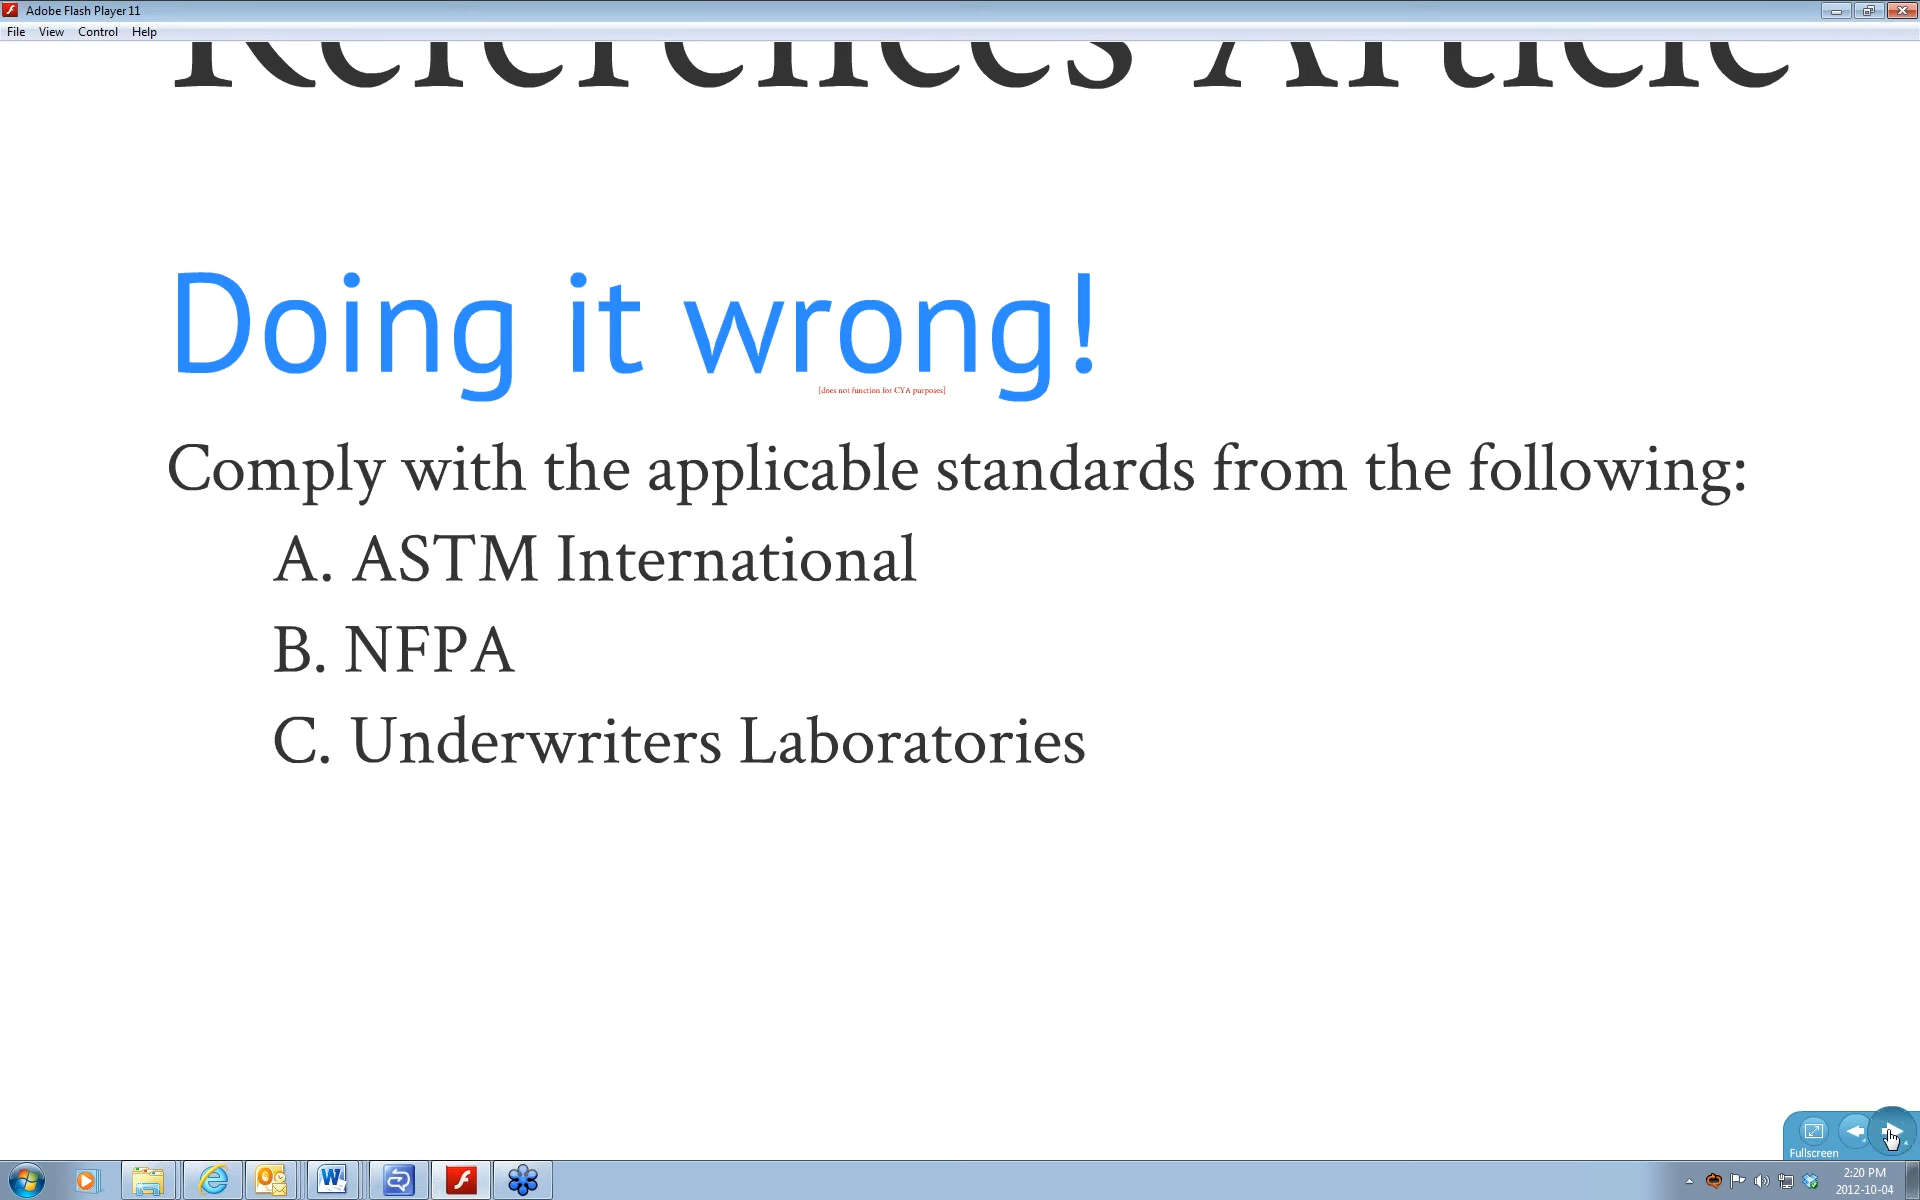 Adobe Flash Player 11
File View Control Help
References Article
Doing it wrong!
[does not function for CYA purposes]
Comply with the applicable standards from the following:
A. ASTM International
B. NFPA
C. Underwriters Laboratories
Fullscreen
2:20 PM
2012-10-04